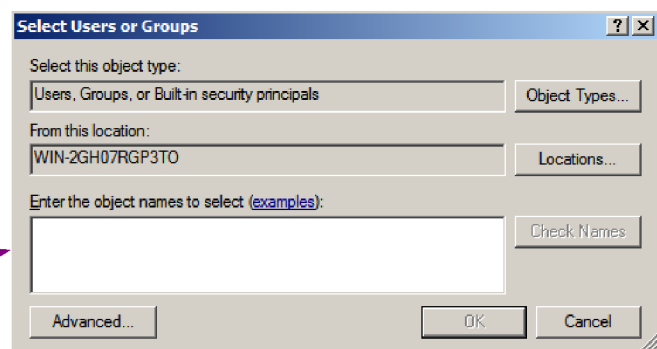 Select Users or Groups
Select this object type:
Users, Groups, or Built-in security principals
Object Types...
From this location:
WIN-2GH07RGP3TO
Locations...
Enter the object names to select (examples):
Check Names
Advanced...
OK
Cancel